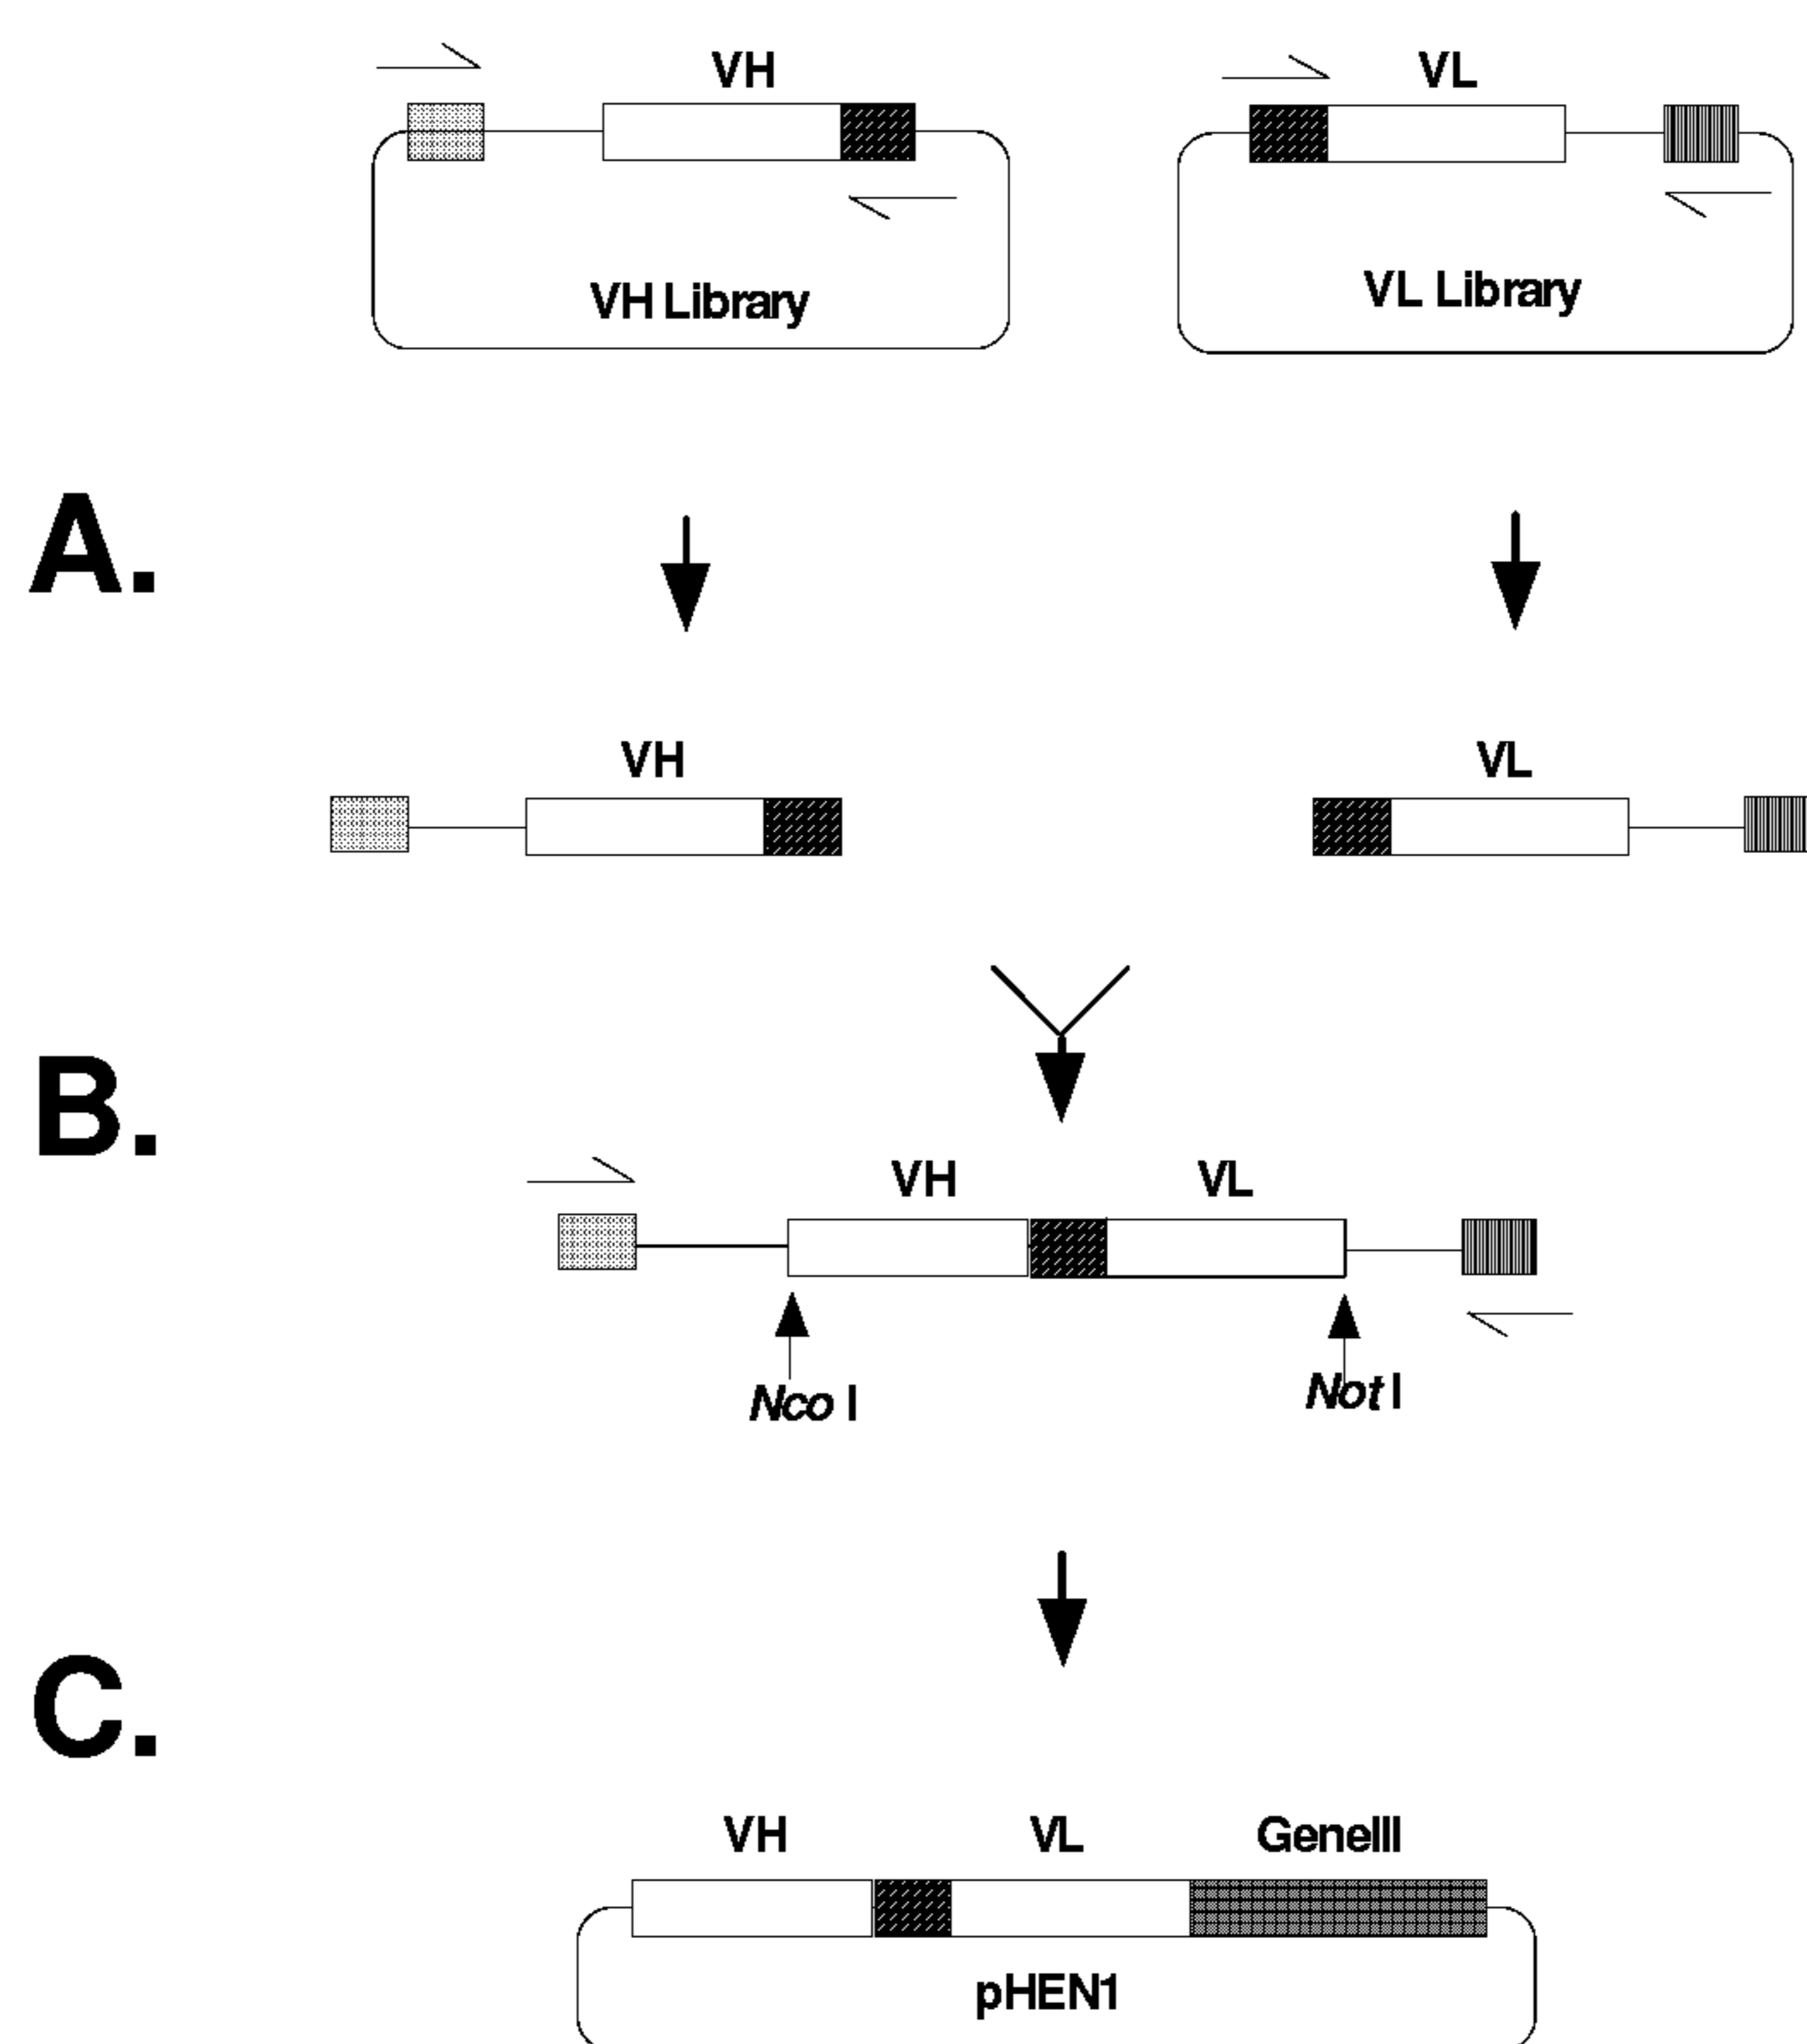 VH VL
VH Library VL Library
A.
VH VL
B.
VH VL
Nco I Not I
C.
VH VL GeneIII
pHEN1